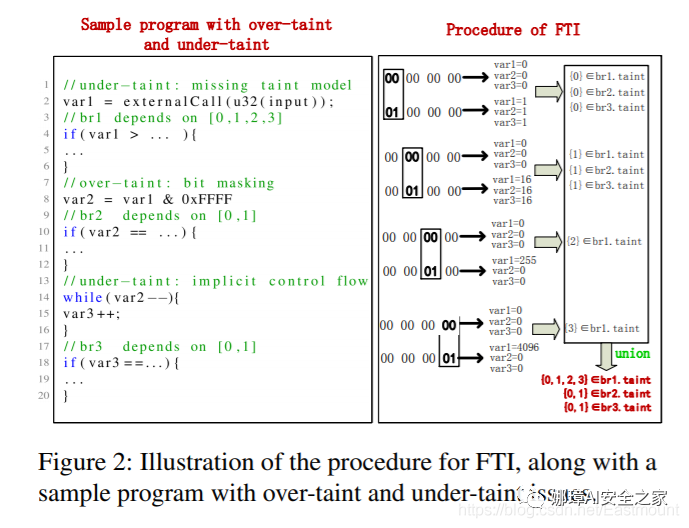 Sample program with over-taint
and under-taint
1 //under-taint: missing taint model
2 var1 = externalCall(u32(input));
3 //br1 depends on [0,1,2,3]
4 if(var1 > ... ){
5 ...
6 }
7 //over-taint: bit masking
8 var2 = var1 & 0xFFFF
9 //br2 depends on [0,1]
10 if(var2 == ...){
11 ...
12 }
13 //under-taint: implicit control flow
14 while(var2--){
15 var3++;
16 }
17 //br3 depends on [0,1]
18 if(var3==...){
19 ...
20 }
Procedure of FTI
var1=0
00 00 00 00 var2=0
var3=0
{0}∈br1.taint
{0}∈br2.taint
{0}∈br3.taint
var1=1
01 00 00 00 var2=1
var3=1
var1=0
00 00 00 00 var2=0
var3=0
{1}∈br1.taint
{1}∈br2.taint
{1}∈br3.taint
var1=16
00 01 00 00 var2=16
var3=16
var1=0
00 00 00 00 var2=0
var3=0
{2}∈br1.taint
var1=255
00 00 01 00 var2=0
var3=0
var1=0
00 00 00 00 var2=0
var3=0
{3}∈br1.taint
var1=4096
00 00 00 01 var2=0
var3=0
union
{0,1,2,3}∈br1.taint
{0,1}∈br2.taint
{0,1}∈br3.taint
Figure 2: Illustration of the procedure for FTI, along with a
sample program with over-taint and under-taint issues.
娜璋AI安全之家
https://blog.csdn.net/Eastmount